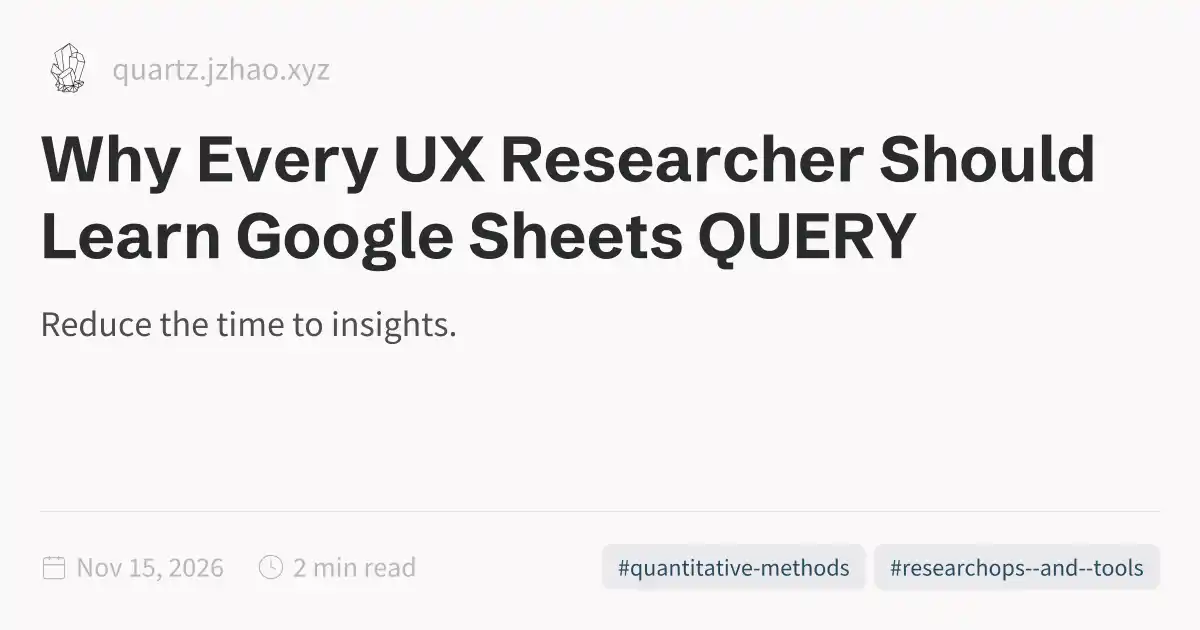 quartz.jzhao.xyz
Why Every UX Researcher Should
Learn Google Sheets QUERY
Reduce the time to insights.
Nov 15, 2026 2 min read #quantitative-methods #researchops--and--tools